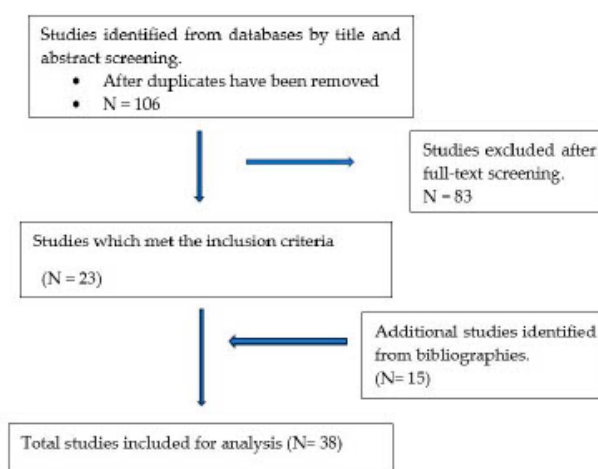 Studies identified from databases by title and
abstract screening.
• After duplicates have been removed
• N = 106
Studies excluded after
full-text screening.
N = 83
Studies which met the inclusion criteria
(N = 23)
Additional studies identified
from bibliographies.
(N= 15)
Total studies included for analysis (N= 38)